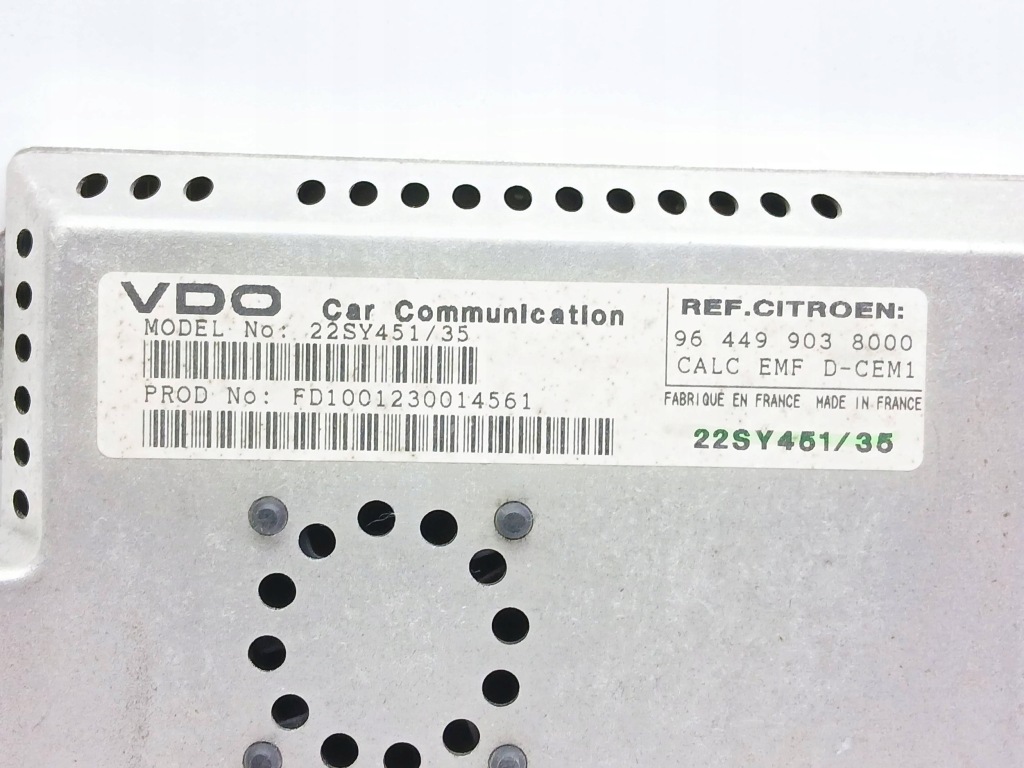 VDO Car Communication
MODEL No: 22SY451/35
PROD No: FD1001230014561
REF.CITROEN:
96 449 903 8000
CALC EMF D-CEM1
FABRIQUÉ EN FRANCE MADE IN FRANCE
22SY451/35